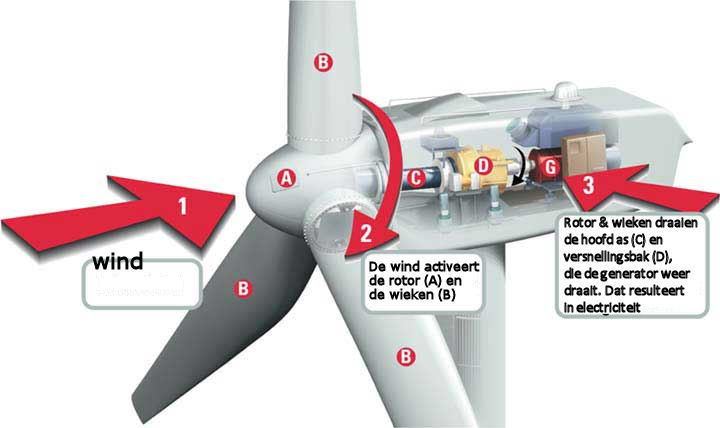 B
A
C
D
G
1
2
3
wind
B
B
De wind activeert
de rotor (A) en
de wieken (B)
Rotor & wieken draaien
de hoofd as (C) en
versnellingsbak (D),
die de generator weer
draait. Dat resulteert
in electriciteit